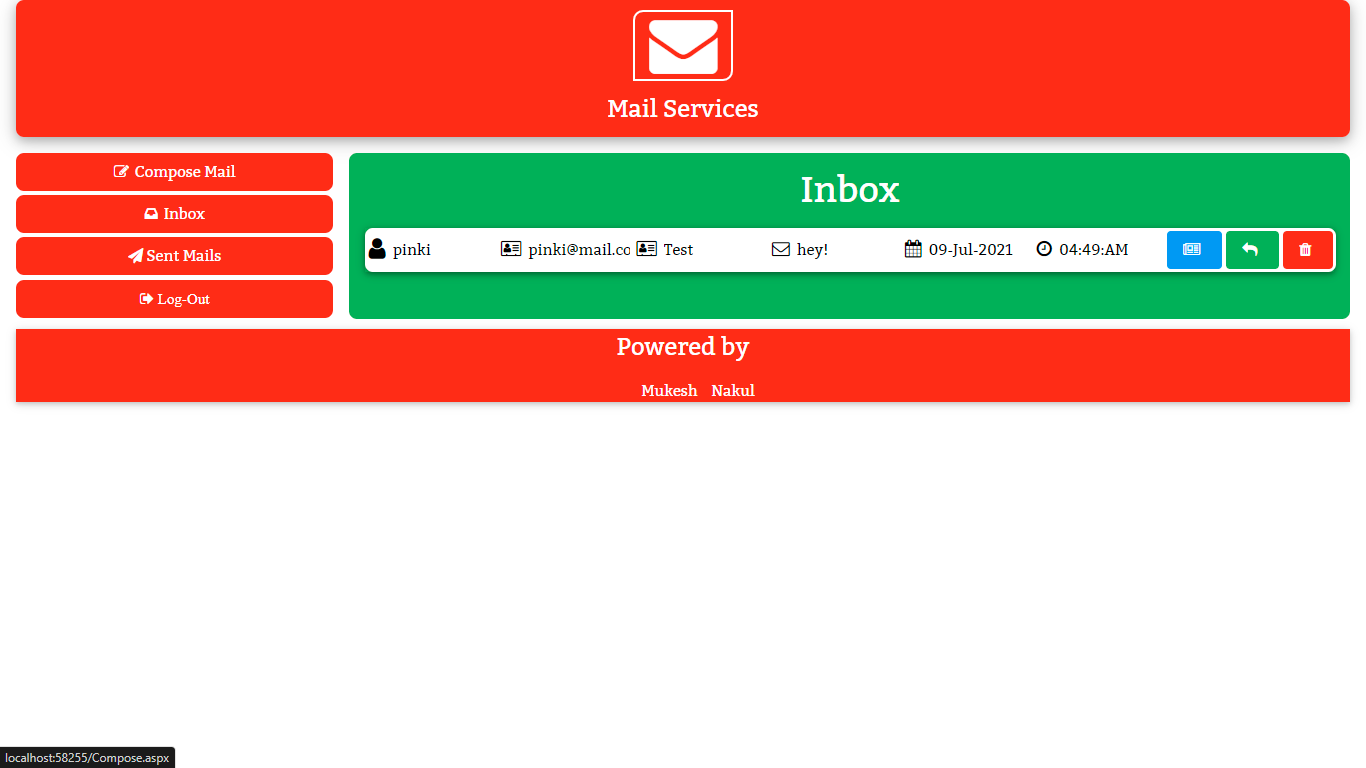 Mail Services
Compose Mail
Inbox
Sent Mails
Log-Out
Inbox
pinki pinki@mail.co Test hey! 09-Jul-2021 04:49:AM
Powered by
Mukesh Nakul
localhost:58255/Compose.aspx